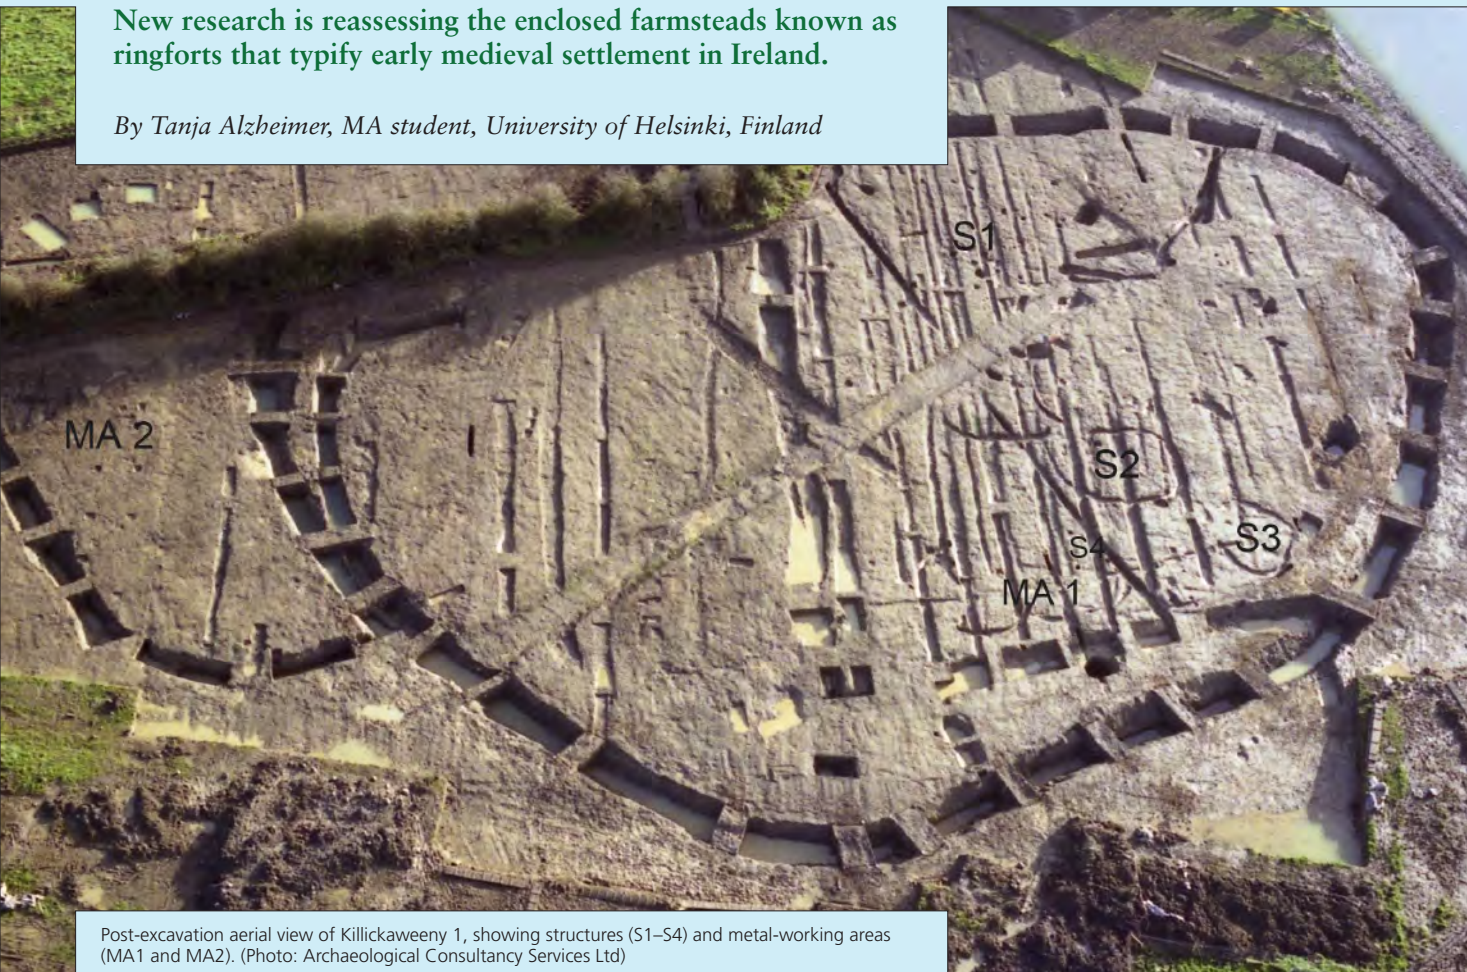 New research is reassessing the enclosed farmsteads known as
ringforts that typify early medieval settlement in Ireland.
By Tanja Alzheimer, MA student, University of Helsinki, Finland
S1
MA 2
S2
S3
S4
MA 1
Post-excavation aerial view of Killickaweeny 1, showing structures (S1–S4) and metal-working areas
(MA1 and MA2). (Photo: Archaeological Consultancy Services Ltd)